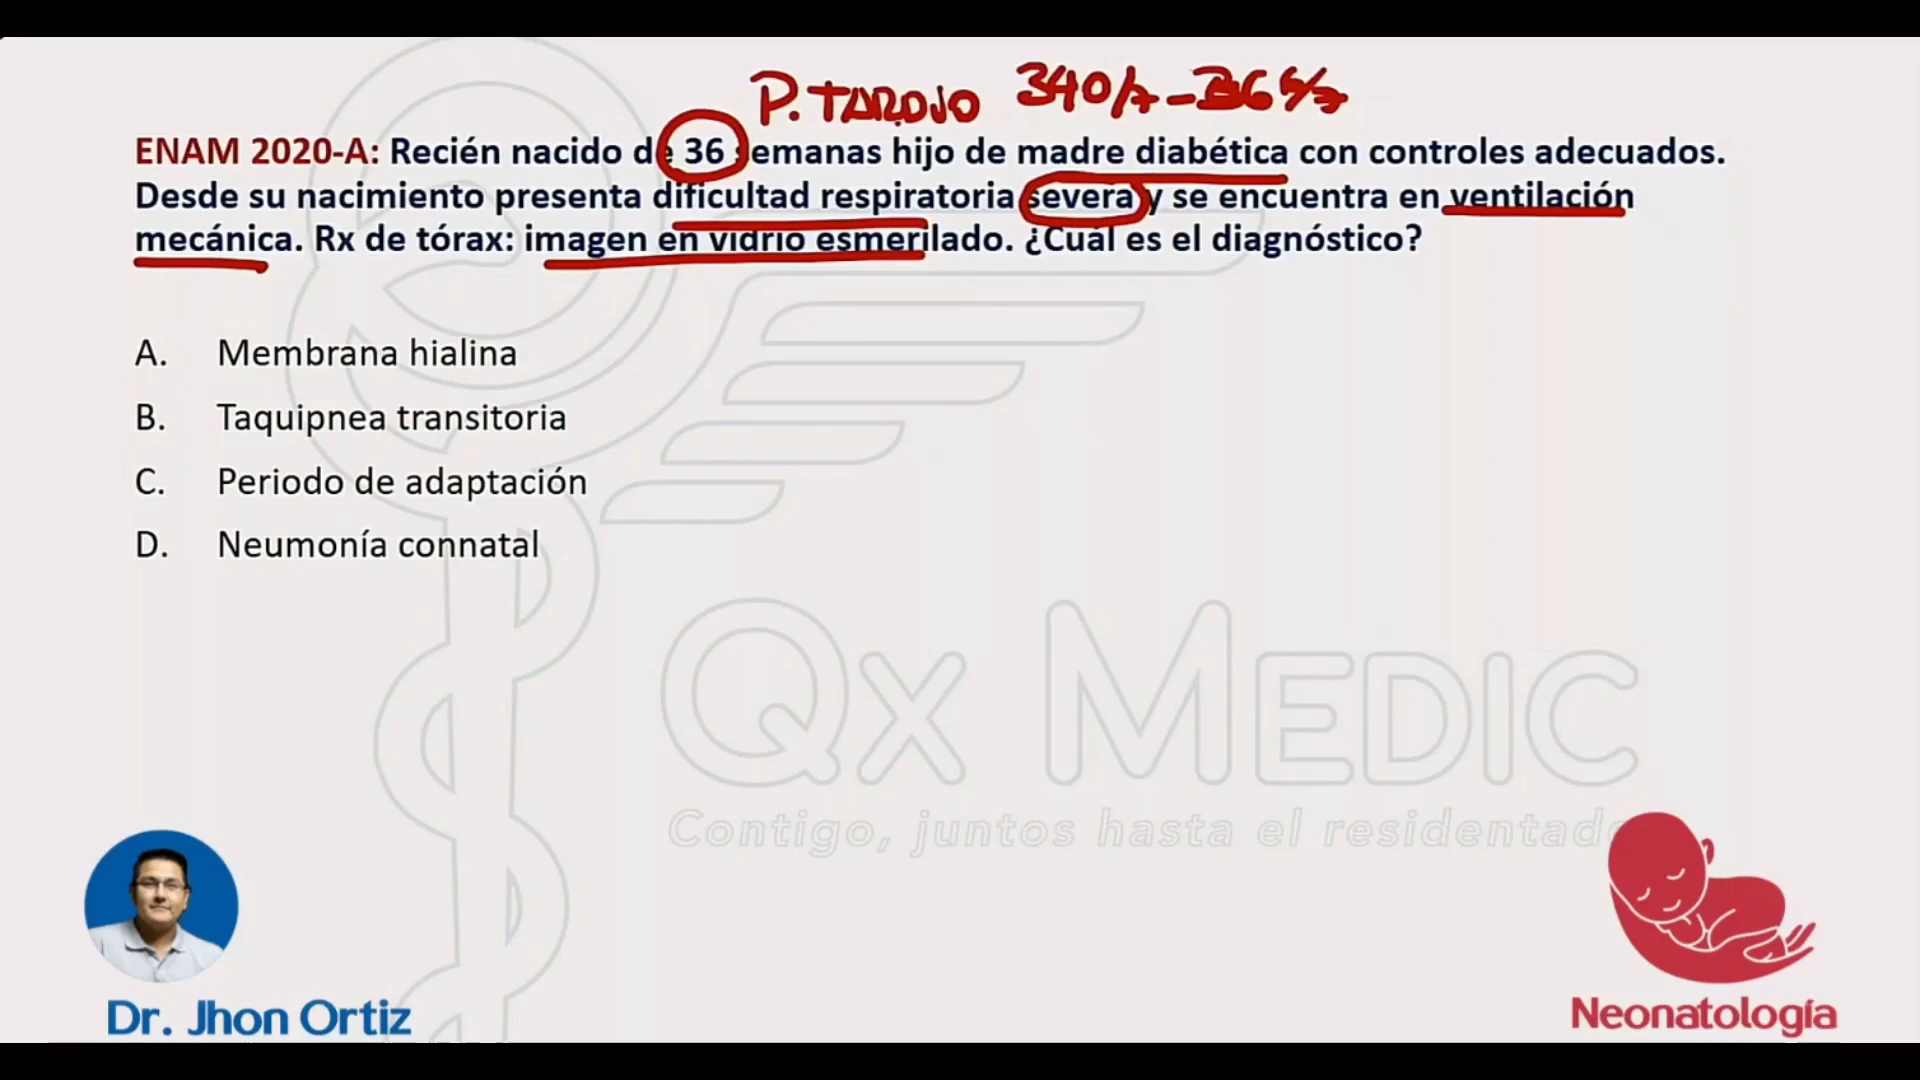 P. TARDIO 34 0/7 - 36 6/7
ENAM 2020-A: Recién nacido de 36 semanas hijo de madre diabética con controles adecuados.
Desde su nacimiento presenta dificultad respiratoria severa y se encuentra en ventilación
mecánica. Rx de tórax: imagen en vidrio esmerilado. ¿Cuál es el diagnóstico?
A. Membrana hialina
B. Taquipnea transitoria
C. Periodo de adaptación
D. Neumonía connatal
QX MEDIC
Contigo, juntos hasta el residentado
Dr. Jhon Ortiz
Neonatología